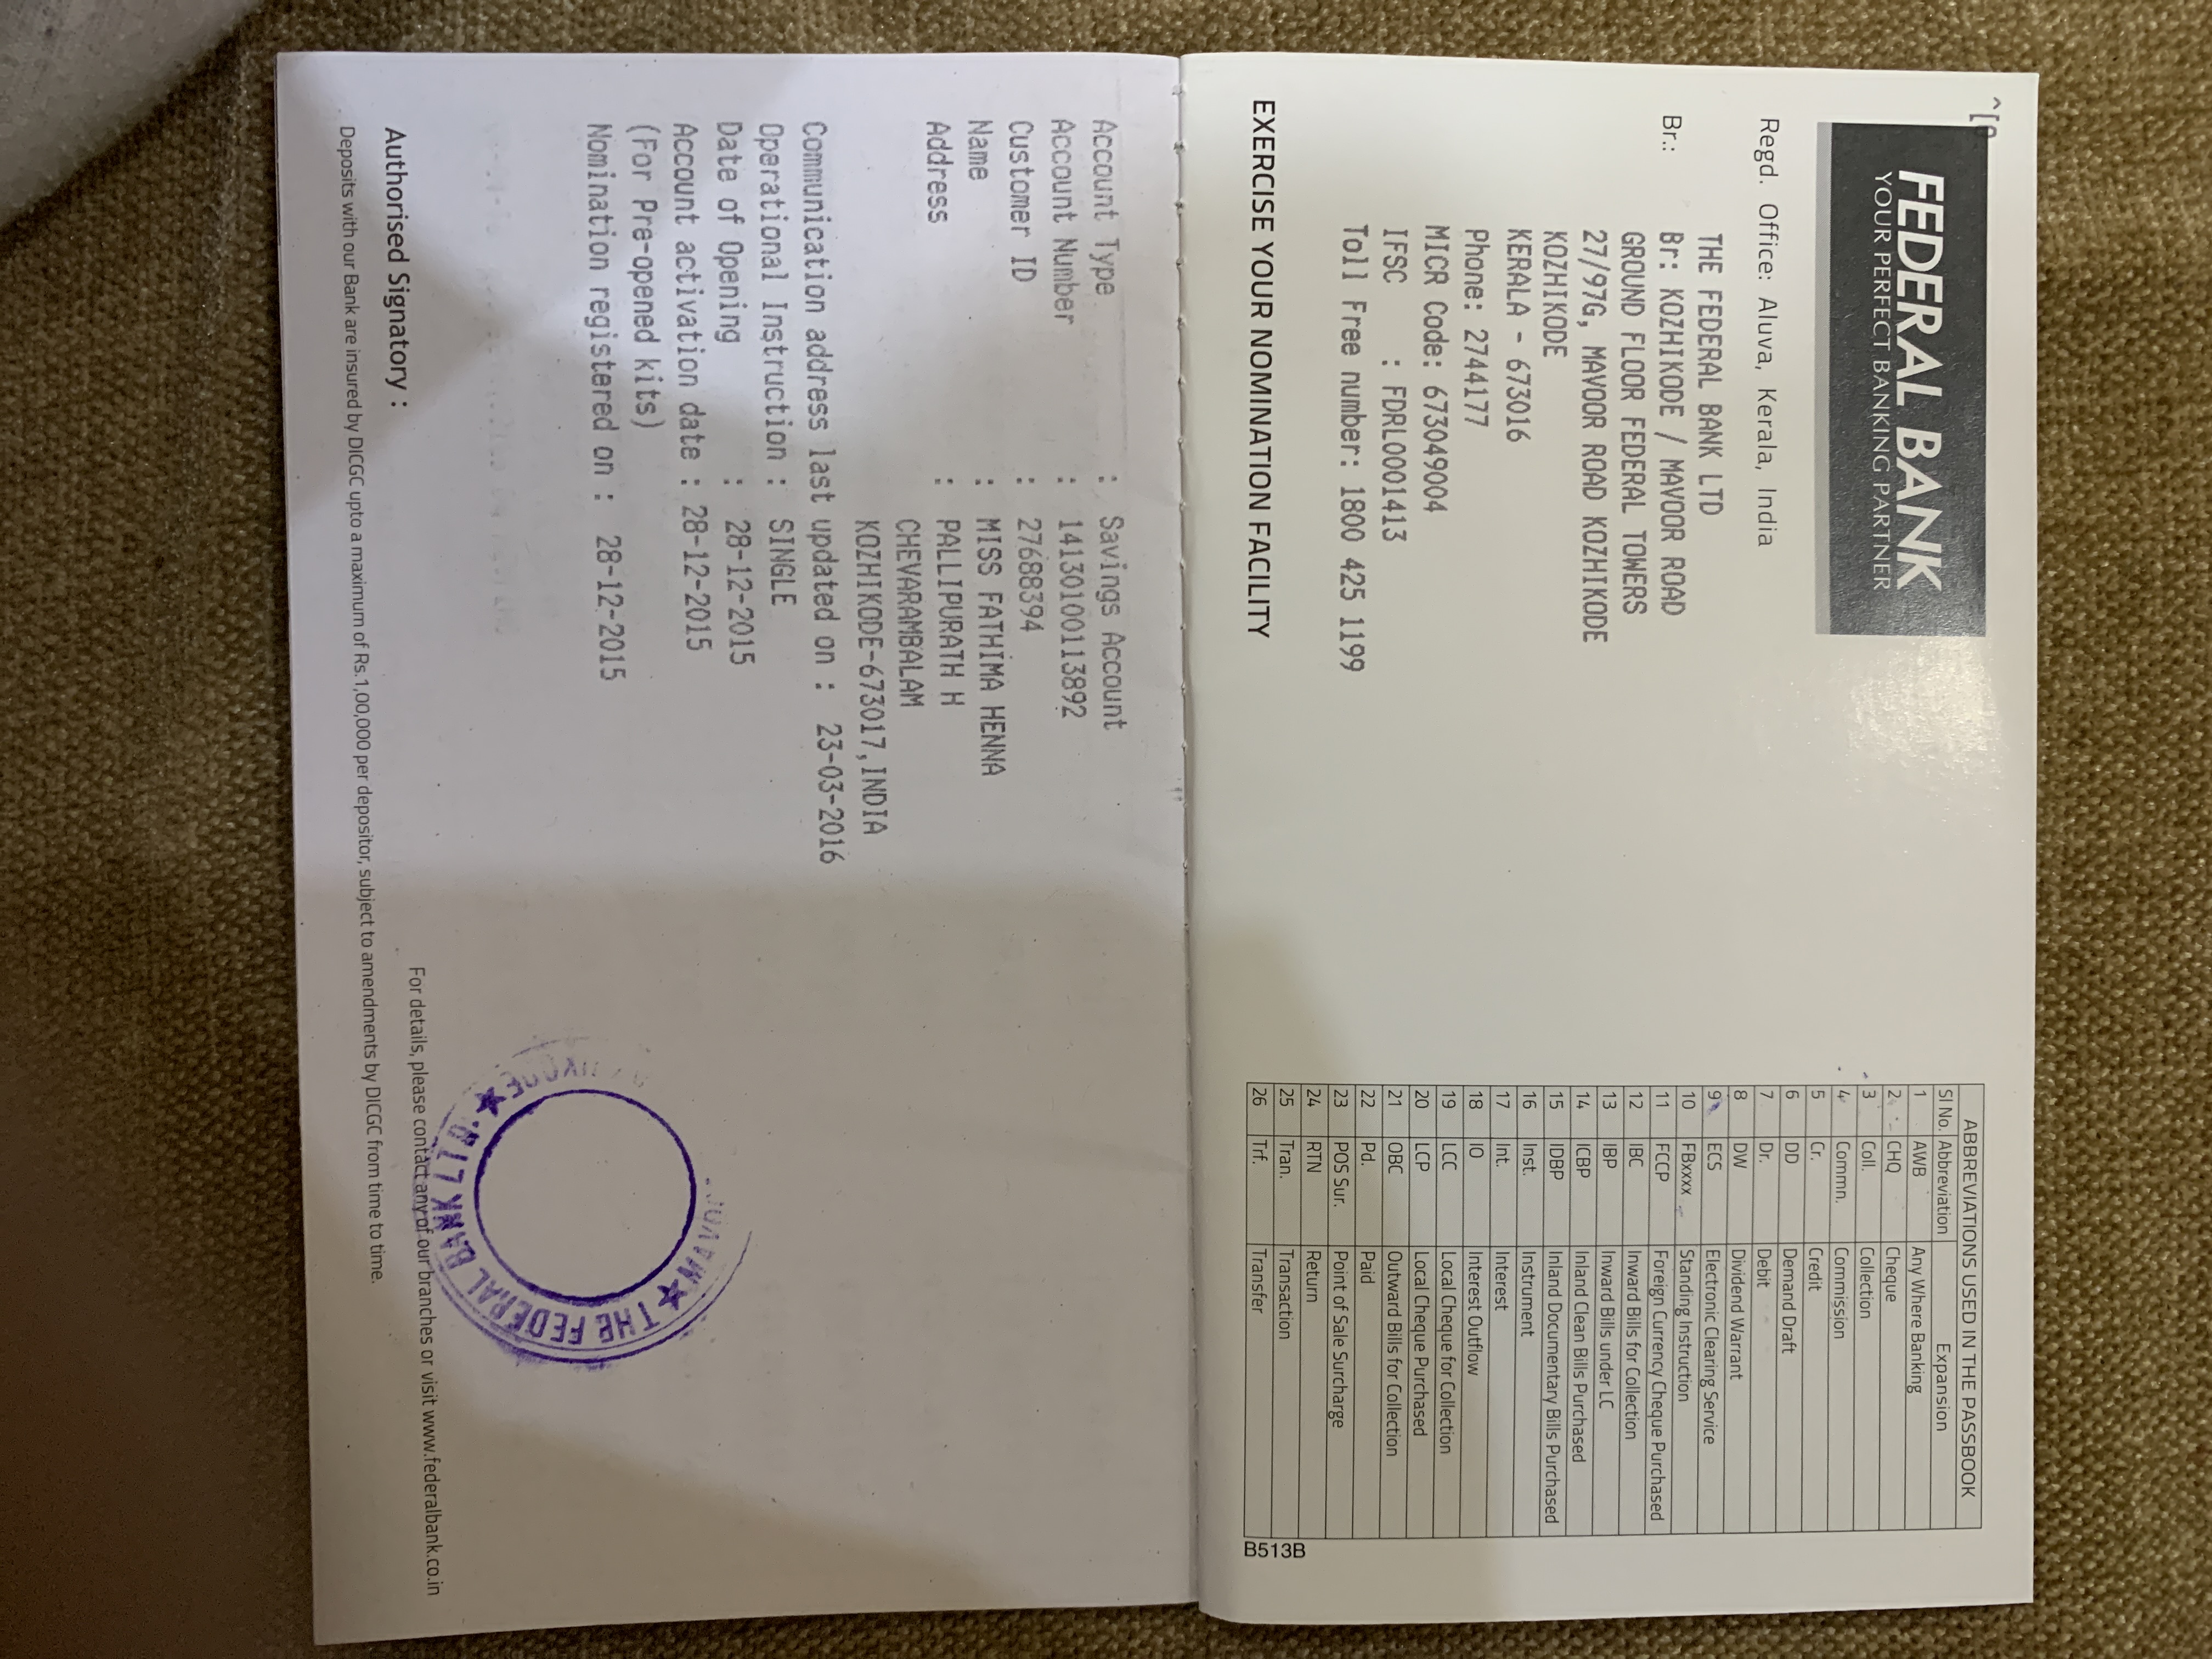 ^[0
FEDERAL BANK
YOUR PERFECT BANKING PARTNER
Regd. Office: Aluva, Kerala, India
THE FEDERAL BANK LTD
Br.: Br: KOZHIKODE / MAVOOR ROAD
GROUND FLOOR FEDERAL TOWERS
27/97G, MAVOOR ROAD KOZHIKODE
KOZHIKODE
KERALA - 673016
Phone: 2744177
MICR Code: 673049004
IFSC : FDRL0001413
Toll Free number: 1800 425 1199
EXERCISE YOUR NOMINATION FACILITY
ABBREVIATIONS USED IN THE PASSBOOK
Sl No. Abbreviation Expansion
1 AWB Any Where Banking
2 CHQ Cheque
3 Coll. Collection
4 Commn. Commission
5 Cr. Credit
6 DD Demand Draft
7 Dr. Debit
8 DW Dividend Warrant
9 ECS Electronic Clearing Service
10 FBxxxx Standing Instruction
11 FCCP Foreign Currency Cheque Purchased
12 IBC Inward Bills for Collection
13 IBP Inward Bills under LC
14 ICBP Inland Clean Bills Purchased
15 IDBP Inland Documentary Bills Purchased
16 Inst. Instrument
17 Int. Interest
18 IO Interest Outflow
19 LCC Local Cheque for Collection
20 LCP Local Cheque Purchased
21 OBC Outward Bills for Collection
22 Pd. Paid
23 POS Sur. Point of Sale Surcharge
24 RTN Return
25 Tran. Transaction
26 Trf. Transfer
B513B
Account Type : Savings Account
Account Number : 14130100113892
Customer ID : 27688394
Name : MISS FATHIMA HENNA
Address : PALLIPURATH H
CHEVARAMBALAM
KOZHIKODE-673017,INDIA
Communication address last updated on : 23-03-2016
Operational Instruction : SINGLE
Date of Opening : 28-12-2015
Account activation date : 28-12-2015
(For Pre-opened kits)
Nomination registered on : 28-12-2015
★ THE FEDERAL BANK LTD. ★
Authorised Signatory :
For details, please contact any of our branches or visit www.federalbank.co.in
Deposits with our Bank are insured by DICGC upto a maximum of Rs.1,00,000 per depositor, subject to amendments by DICGC from time to time.